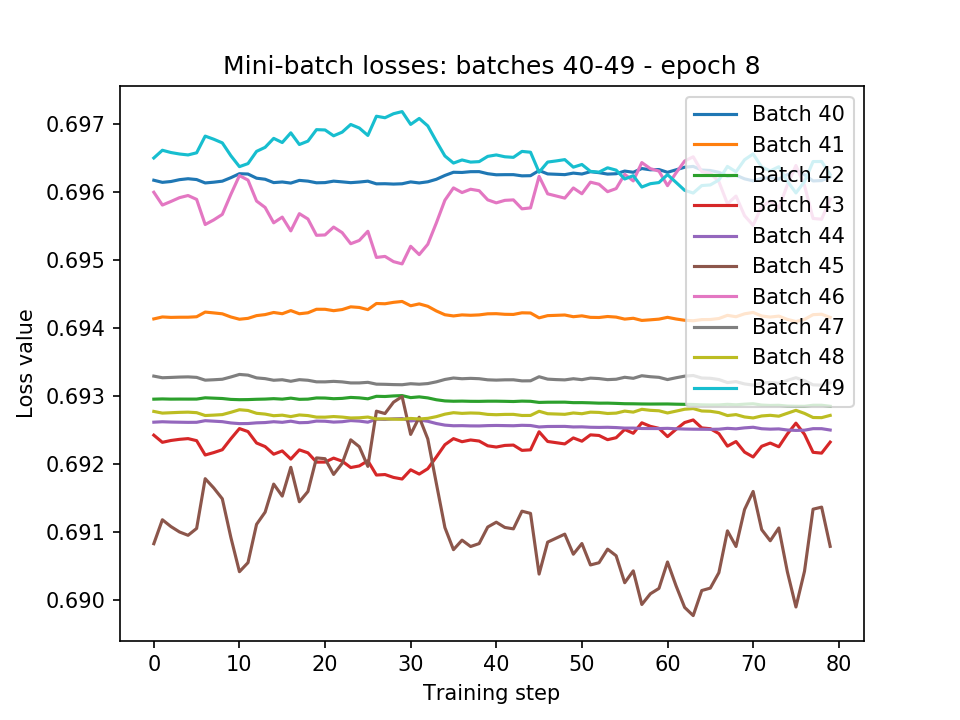 Mini-batch losses: batches 40-49 - epoch 8
0.697
0.696
0.695
0.694
0.693
0.692
0.691
0.690
Loss value
Batch 40
Batch 41
Batch 42
Batch 43
Batch 44
Batch 45
Batch 46
Batch 47
Batch 48
Batch 49
0 10 20 30 40 50 60 70 80
Training step